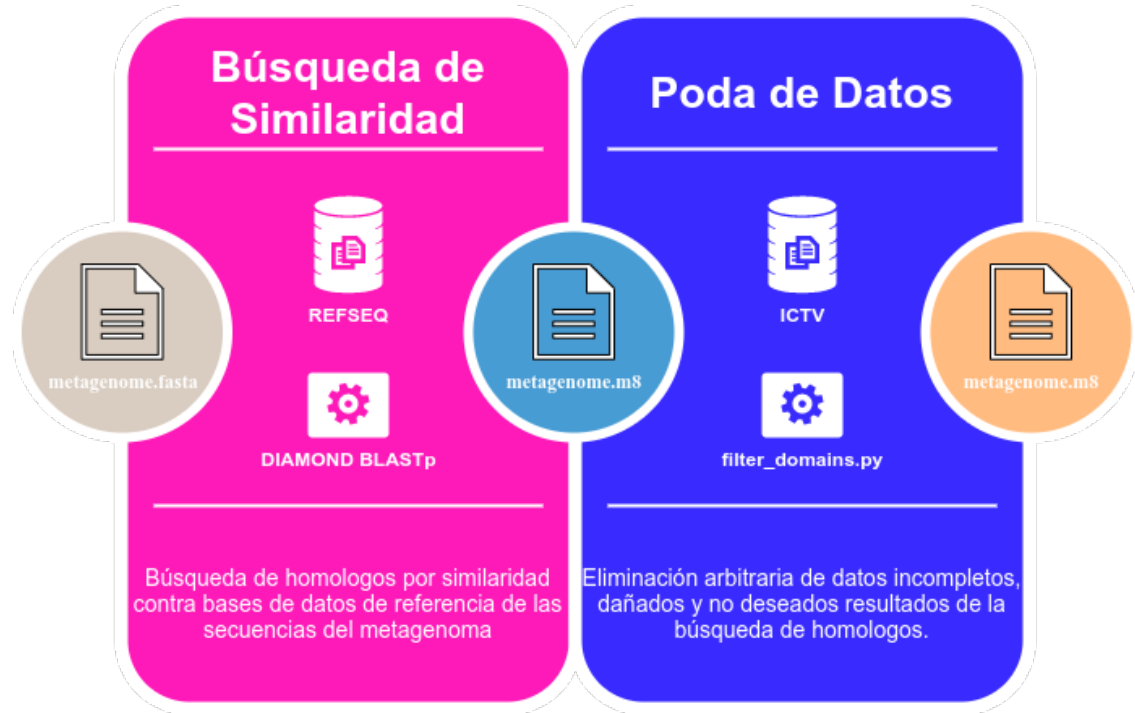 Búsqueda de
Similaridad
Poda de Datos
REFSEQ
ICTV
metagenome.fasta
metagenome.m8
metagenome.m8
DIAMOND BLASTp
filter_domains.py
Búsqueda de homologos por similaridad
contra bases de datos de referencia de las
secuencias del metagenoma
Eliminación arbitraria de datos incompletos,
dañados y no deseados resultados de la
búsqueda de homologos.